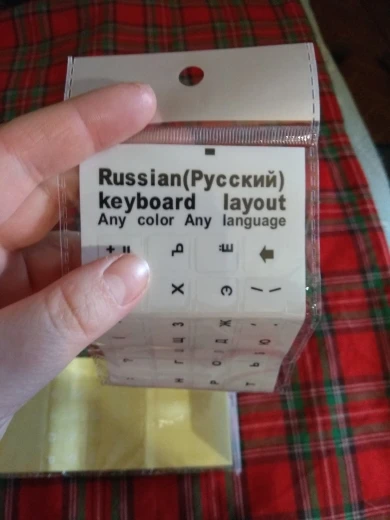 Russian(Русский)
keyboard layout
Any color Any language
+ = Ъ Ё ←
Х Э \ /
З Ж
Щ Д Ю